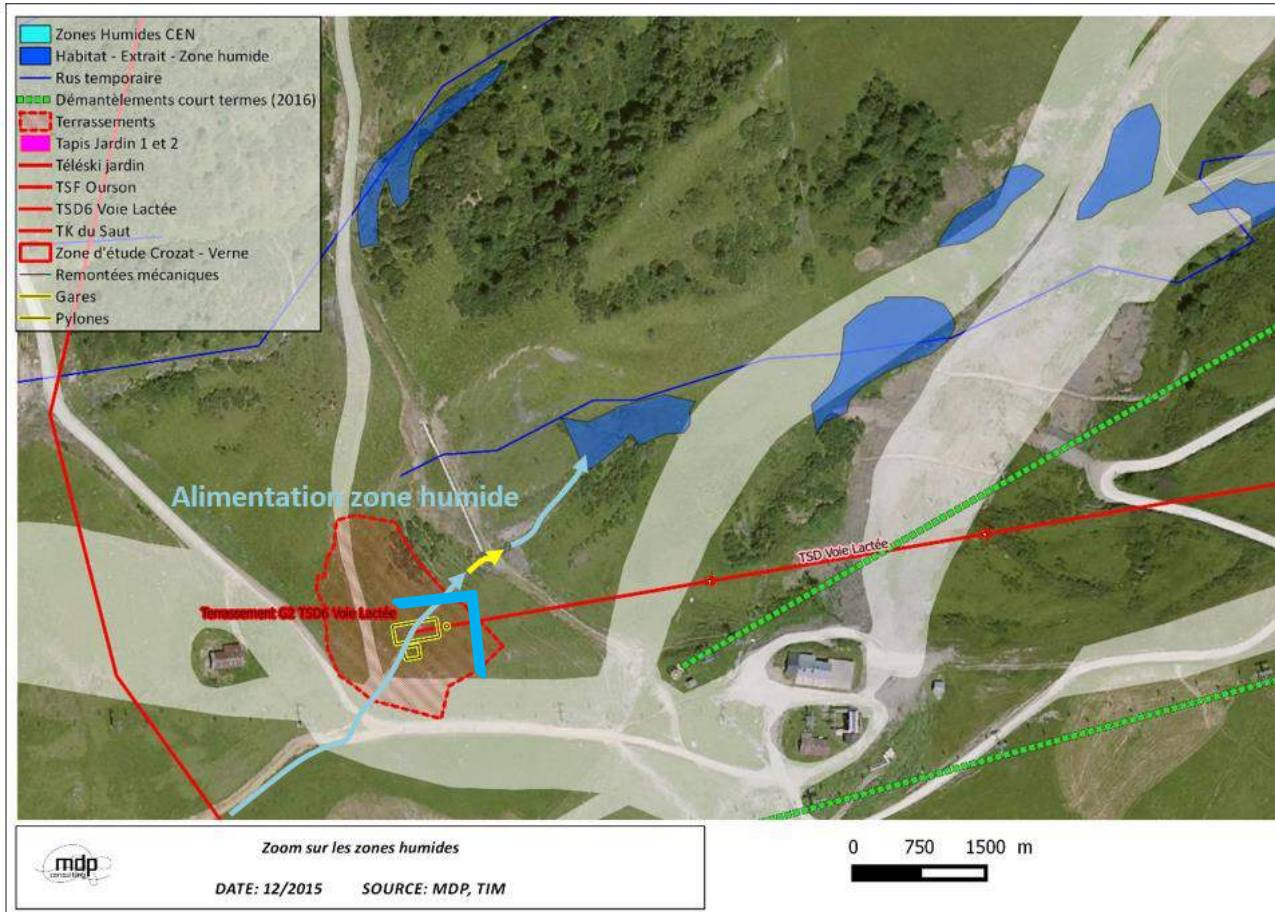 Zones Humides CEN
Habitat - Extrait - Zone humide
Rus temporaire
Démantèlements court termes (2016)
Terrassements
Tapis Jardin 1 et 2
Téléski jardin
TSF Ourson
TSD6 Voie Lactée
TK du Saut
Zone d'étude Crozat - Verne
Remontées mécaniques
Gares
Pylones
Alimentation zone humide
TSD Voie Lactée
Terrassement G2 TSD6 Voie Lactée
mdp
consulting
Zoom sur les zones humides
DATE: 12/2015 SOURCE: MDP, TIM
0 750 1500 m